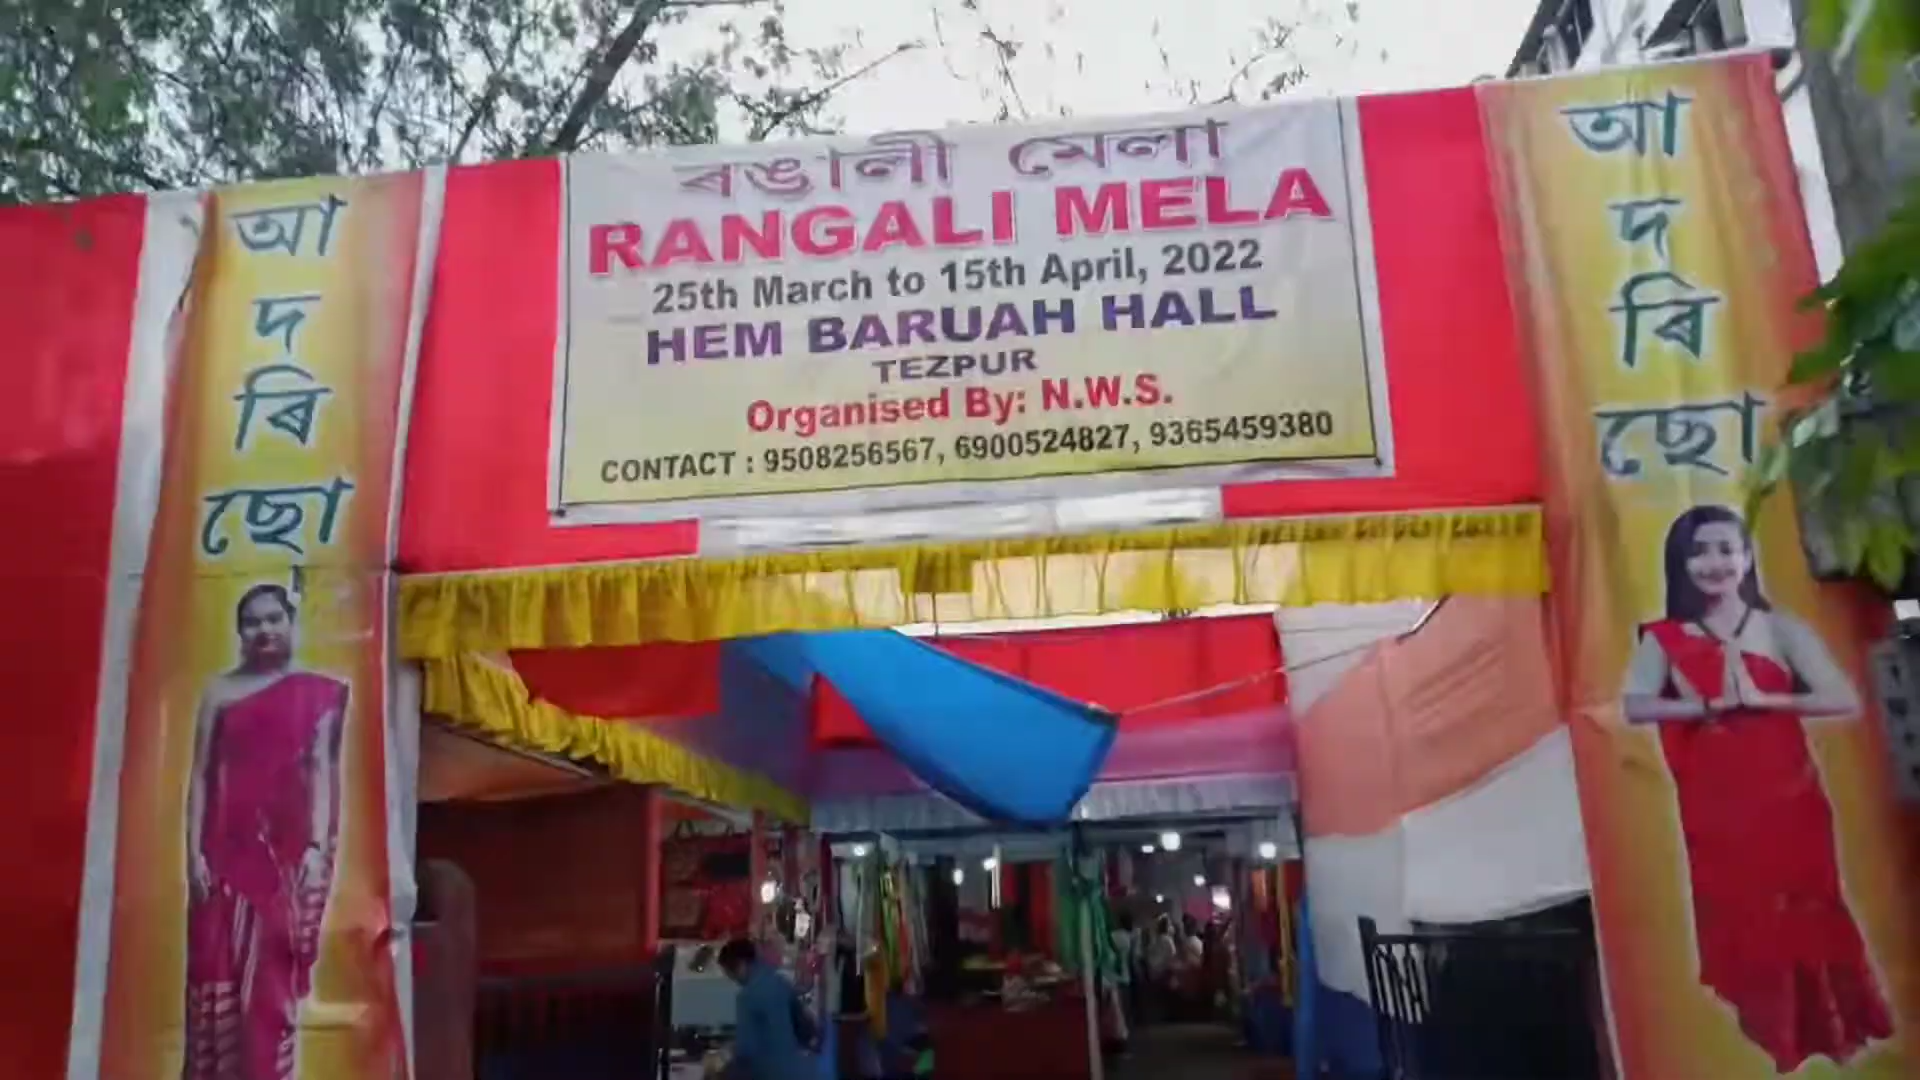 ৰঙালী মেলা
RANGALI MELA
25th March to 15th April, 2022
HEM BARUAH HALL
TEZPUR
Organised By: N.W.S.
CONTACT : 9508256567, 6900524827, 9365459380
আ
দ
ৰি
ছো
আ
দ
ৰি
ছো